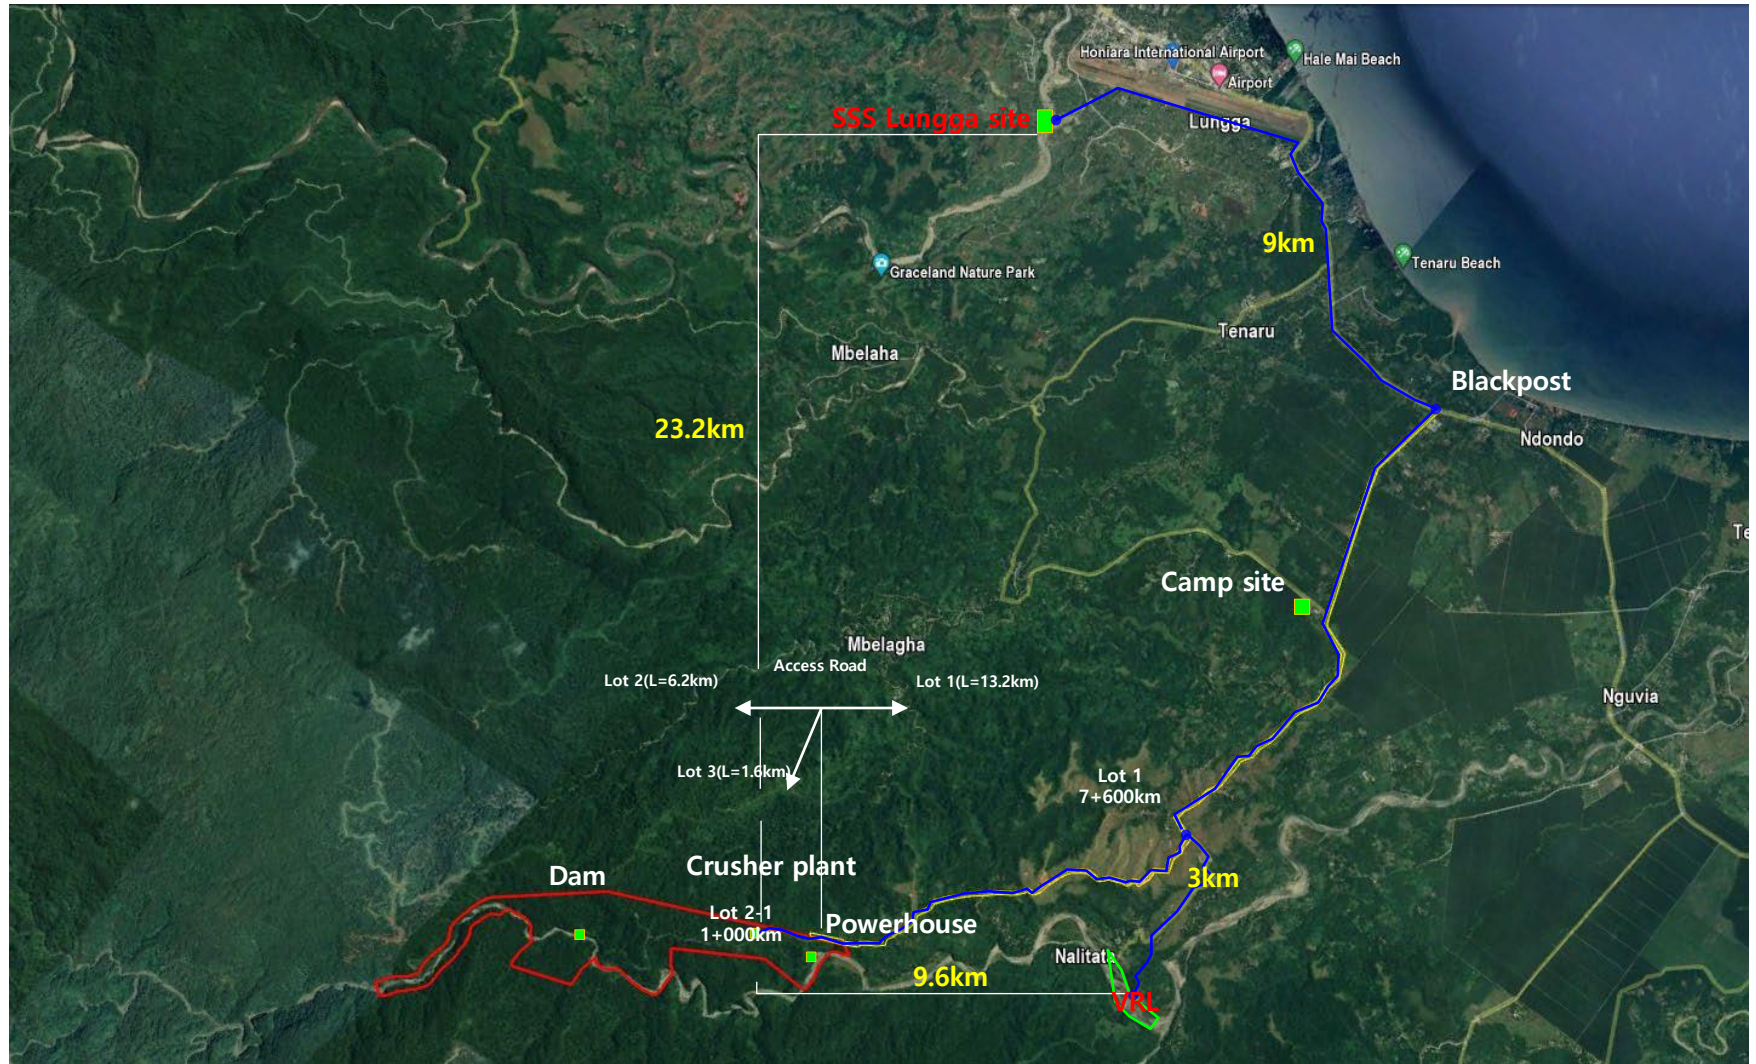 Honiara International Airport
Hale Mai Beach
Airport
SSS Lungga site
Lungga
9km
Graceland Nature Park
Tenaru Beach
Tenaru
Mbelaha
Blackpost
23.2km
Ndondo
Te
Camp site
Mbelagha
Access Road
Lot 2(L=6.2km)
Lot 1(L=13.2km)
Nguvia
Lot 3(L=1.6km)
Lot 1
7+600km
Crusher plant
Dam
3km
Lot 2-1
1+000km
Powerhouse
Nalitata
9.6km
VRL